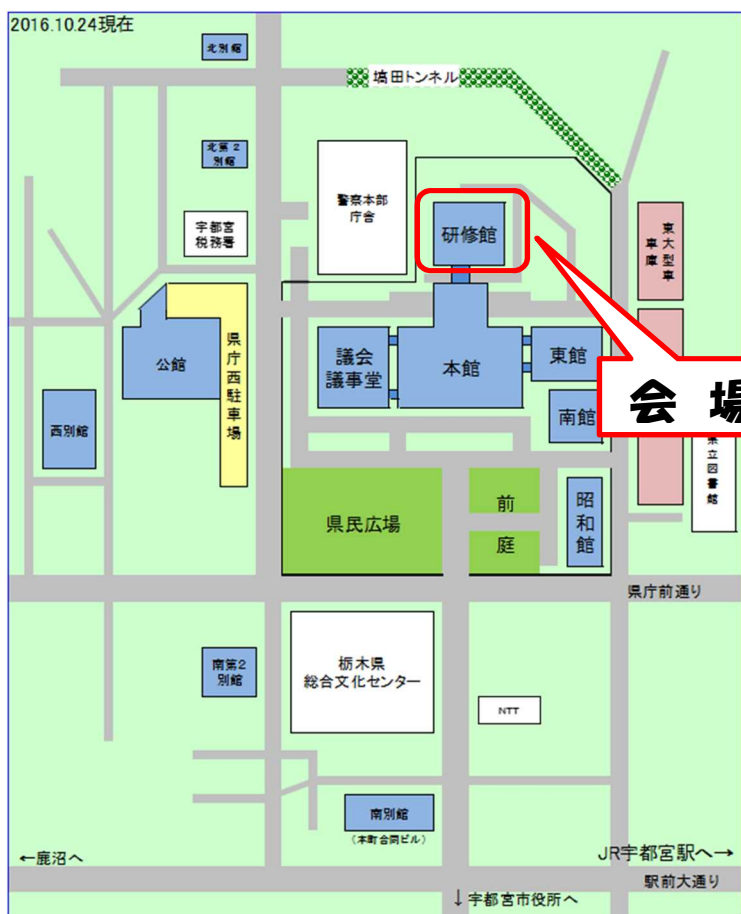 2016.10.24現在
北別館
塙田トンネル
北第2
別館
警察本部
庁舎
宇都宮
税務署
研修館
東大型車
車庫
県庁西駐車場
公館
議会
議事堂
本館
東館
会 場
西別館
南館
県立図書館
県民広場
前庭
昭和館
県庁前通り
南第2
別館
栃木県
総合文化センター
NTT
南別館
(本町合同ビル)
←鹿沼へ
JR宇都宮駅へ→
駅前大通り
↓宇都宮市役所へ